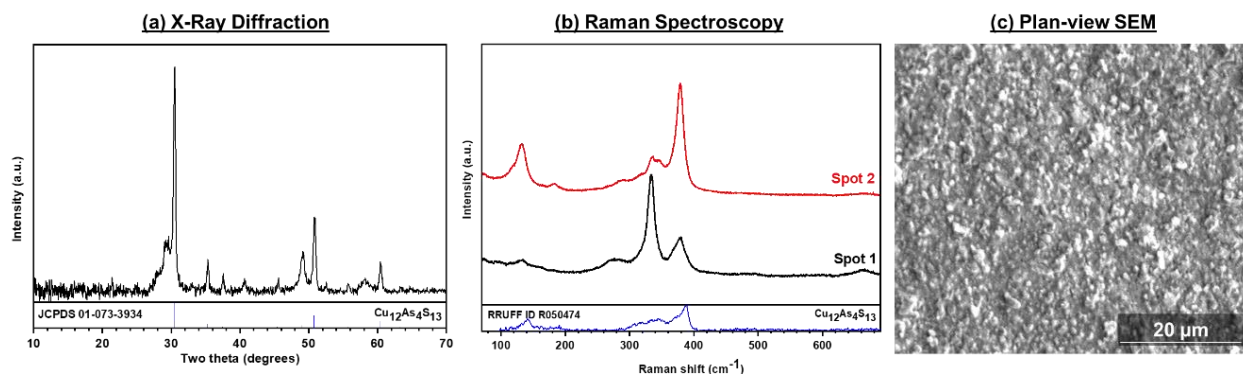 (a) X-Ray Diffraction
Intensity (a.u.)
JCPDS 01-073-3934
Cu12As4S13
10 20 30 40 50 60 70
Two theta (degrees)
(b) Raman Spectroscopy
Intensity (a.u.)
Spot 2
Spot 1
RRUFF ID R050474
Cu12As4S13
100 200 300 400 500 600
Raman shift (cm-1)
(c) Plan-view SEM
20 µm